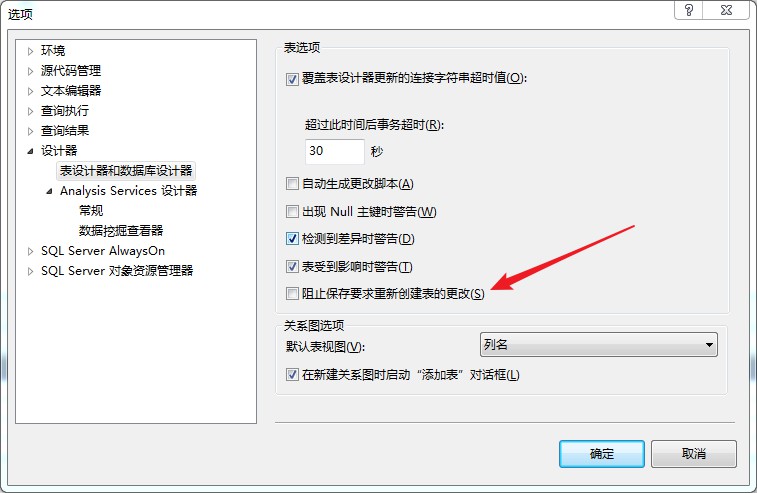 选项
环境
源代码管理
文本编辑器
查询执行
查询结果
设计器
表设计器和数据库设计器
Analysis Services 设计器
常规
数据挖掘查看器
SQL Server AlwaysOn
SQL Server 对象资源管理器
表选项
覆盖表设计器更新的连接字符串超时值(O):
超过此时间后事务超时(R):
30 秒
自动生成更改脚本(A)
出现 Null 主键时警告(W)
检测到差异时警告(D)
表受到影响时警告(T)
阻止保存要求重新创建表的更改(S)
关系图选项
默认表视图(V): 列名
在新建关系图时启动“添加表”对话框(L)
确定 取消